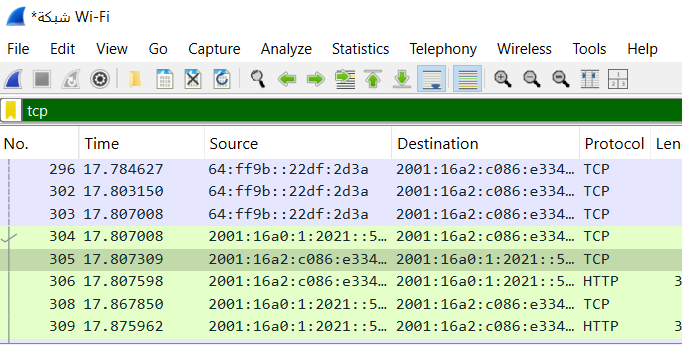 *شبكة Wi-Fi
File Edit View Go Capture Analyze Statistics Telephony Wireless Tools Help
tcp
No. Time Source Destination Protocol Len
296 17.784627 64:ff9b::22df:2d3a 2001:16a2:c086:e334… TCP
302 17.803150 64:ff9b::22df:2d3a 2001:16a2:c086:e334… TCP
303 17.807008 64:ff9b::22df:2d3a 2001:16a2:c086:e334… TCP
304 17.807008 2001:16a0:1:2021::5… 2001:16a2:c086:e334… TCP
305 17.807309 2001:16a2:c086:e334… 2001:16a0:1:2021::5… TCP
306 17.807598 2001:16a2:c086:e334… 2001:16a0:1:2021::5… HTTP 3
308 17.867850 2001:16a0:1:2021::5… 2001:16a2:c086:e334… TCP
309 17.875962 2001:16a0:1:2021::5… 2001:16a2:c086:e334… HTTP 3